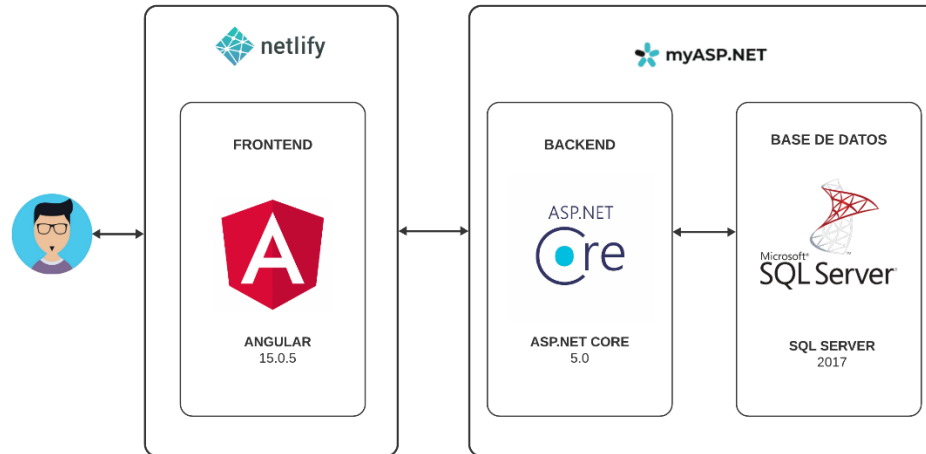 netlify
myASP.NET
FRONTEND
ANGULAR
15.0.5
BACKEND
ASP.NET
Core
ASP.NET CORE
5.0
BASE DE DATOS
Microsoft®
SQL Server®
SQL SERVER
2017